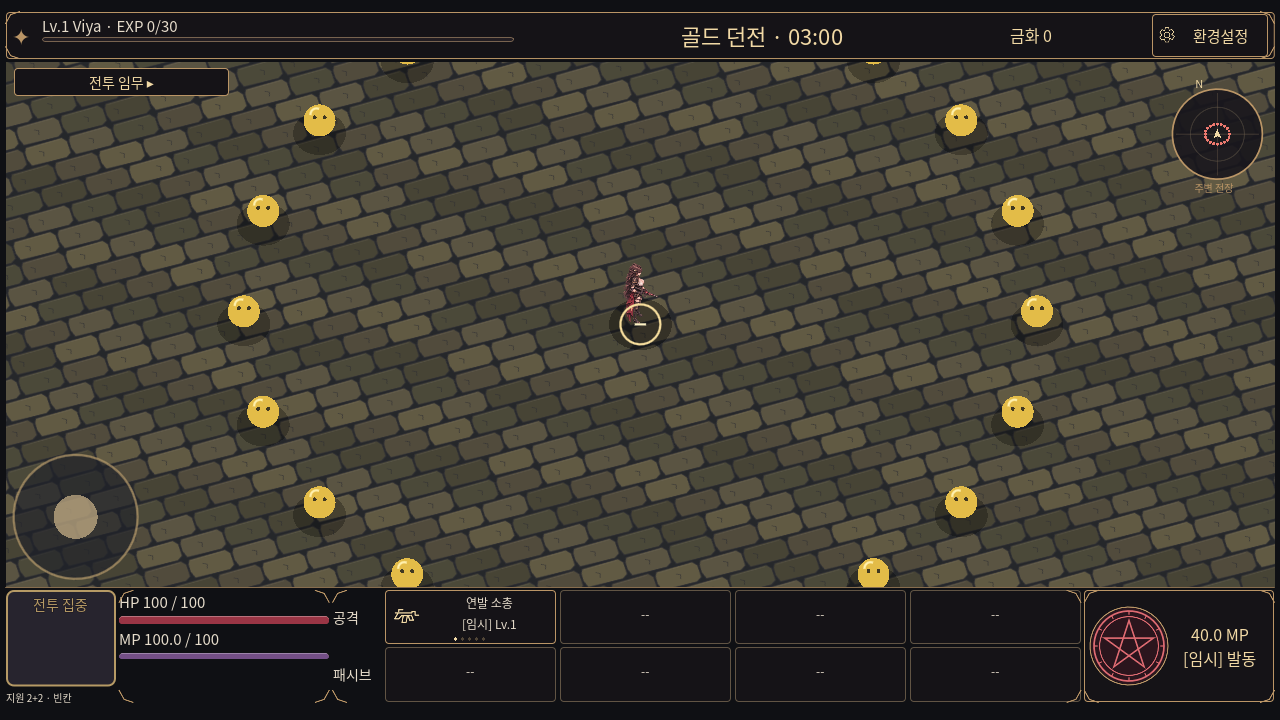 Lv.1 Viya · EXP 0/30
골드 던전 · 03:00
금화 0
환경설정
전투 임무 ▸
N
주변 전장
전투 집중
HP 100 / 100
MP 100.0 / 100
지원 2+2 · 빈칸
공격
패시브
연발 소총
[임시] Lv.1
--
--
--
--
--
--
--
40.0 MP
[임시] 발동